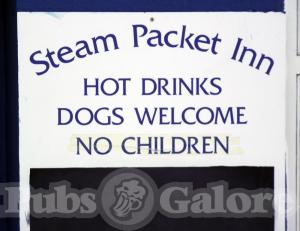 Steam Packet Inn
HOT DRINKS
DOGS WELCOME
NO CHILDREN
Pubs Galore